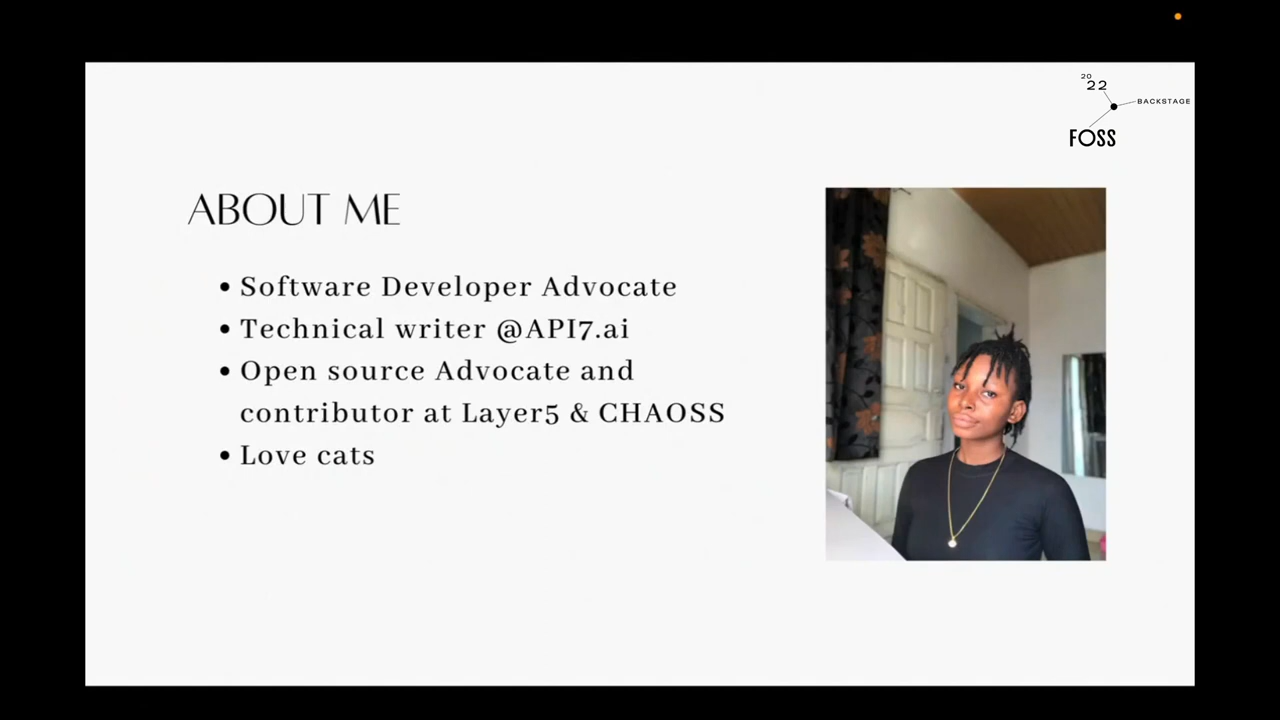 20
22
BACKSTAGE
FOSS
ABOUT ME
• Software Developer Advocate
• Technical writer @API7.ai
• Open source Advocate and
contributor at Layer5 & CHAOSS
• Love cats